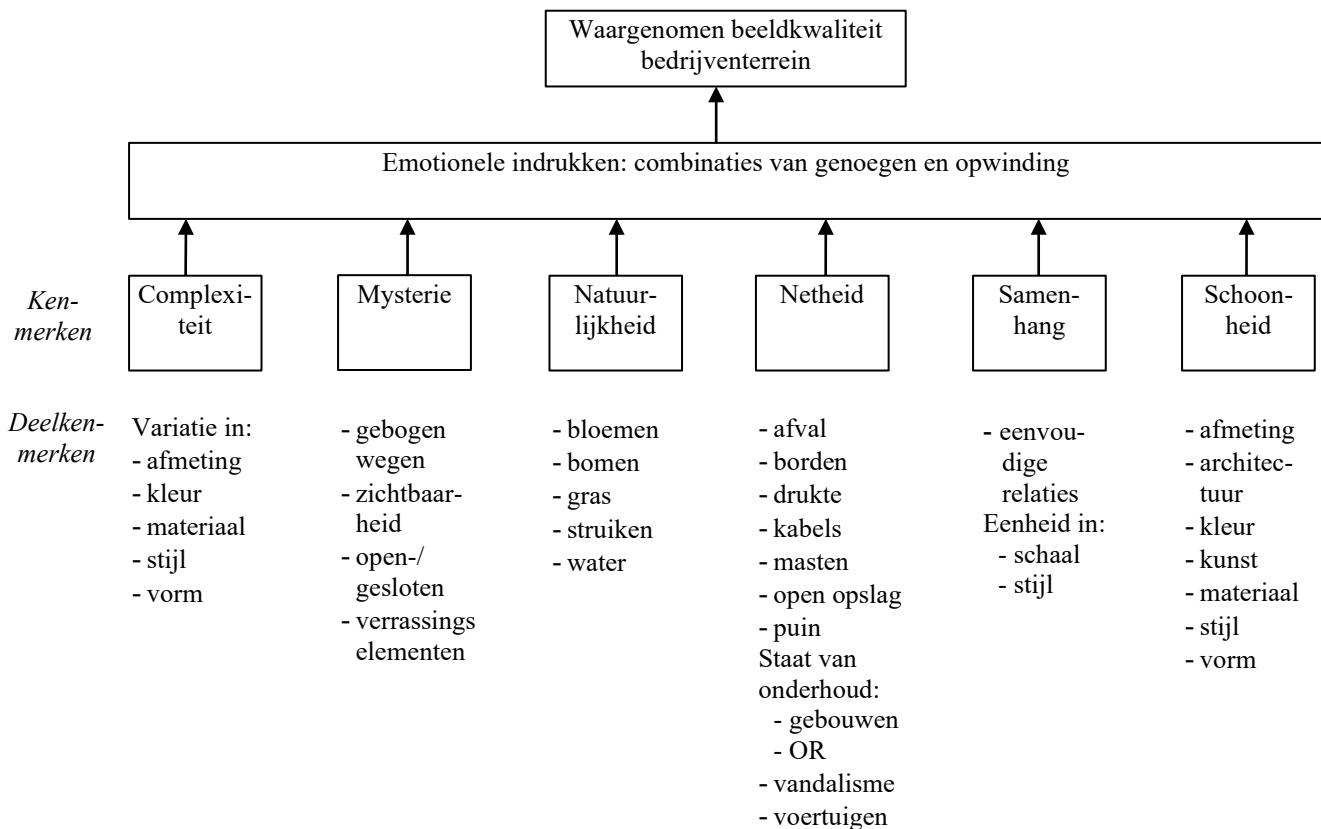 Waargenomen beeldkwaliteit
bedrijventerrein
Emotionele indrukken: combinaties van genoegen en opwinding
Ken-
merken
Complexi-
teit
Mysterie
Natuur-
lijkheid
Netheid
Samen-
hang
Schoon-
heid
Deelken-
merken
Variatie in:
- afmeting
- kleur
- materiaal
- stijl
- vorm
- gebogen
wegen
- zichtbaar-
heid
- open-/
gesloten
- verrassings
elementen
- bloemen
- bomen
- gras
- struiken
- water
- afval
- borden
- drukte
- kabels
- masten
- open opslag
- puin
Staat van
onderhoud:
- gebouwen
- OR
- vandalisme
- voertuigen
- eenvou-
dige
relaties
Eenheid in:
- schaal
- stijl
- afmeting
- architec-
tuur
- kleur
- kunst
- materiaal
- stijl
- vorm